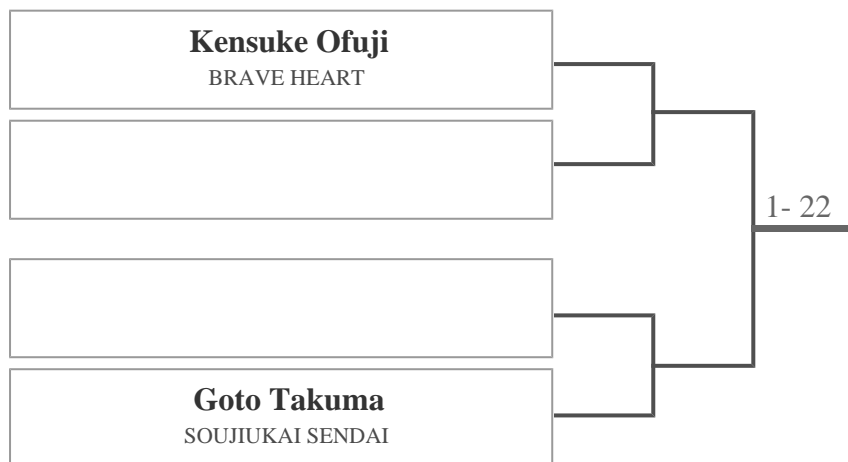 Kensuke Ofuji
BRAVE HEART
1- 22
Goto Takuma
SOUJIUKAI SENDAI